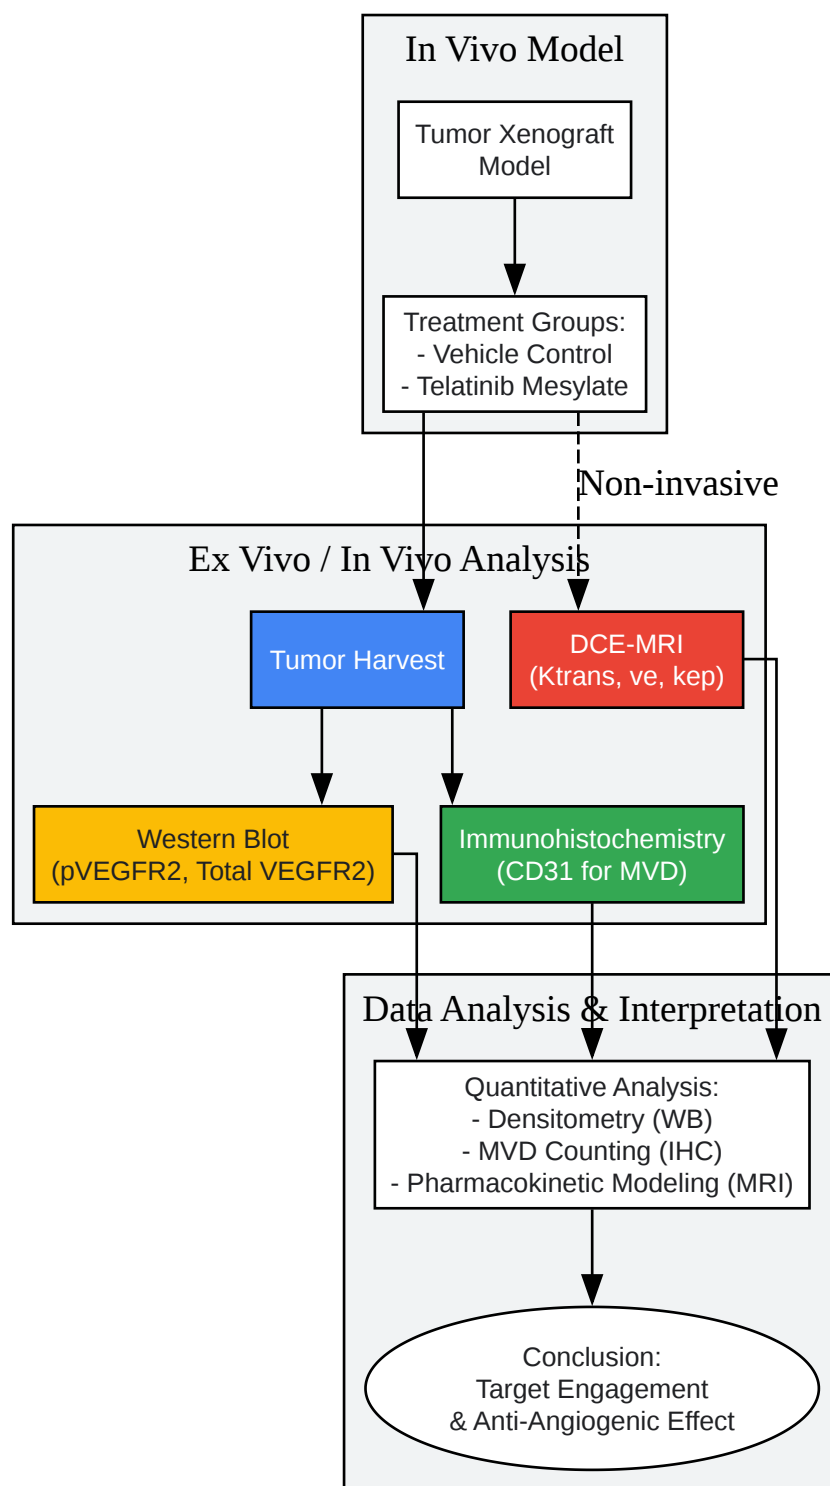 In Vivo Model
Tumor Xenograft
Model
Treatment Groups:
- Vehicle Control
- Telatinib Mesylate
Non-invasive
Ex Vivo / In Vivo Analysis
Tumor Harvest
DCE-MRI
(Ktrans, ve, kep)
Western Blot
(pVEGFR2, Total VEGFR2)
Immunohistochemistry
(CD31 for MVD)
Data Analysis & Interpretation
Quantitative Analysis:
- Densitometry (WB)
- MVD Counting (IHC)
- Pharmacokinetic Modeling (MRI)
Conclusion:
Target Engagement
& Anti-Angiogenic Effect